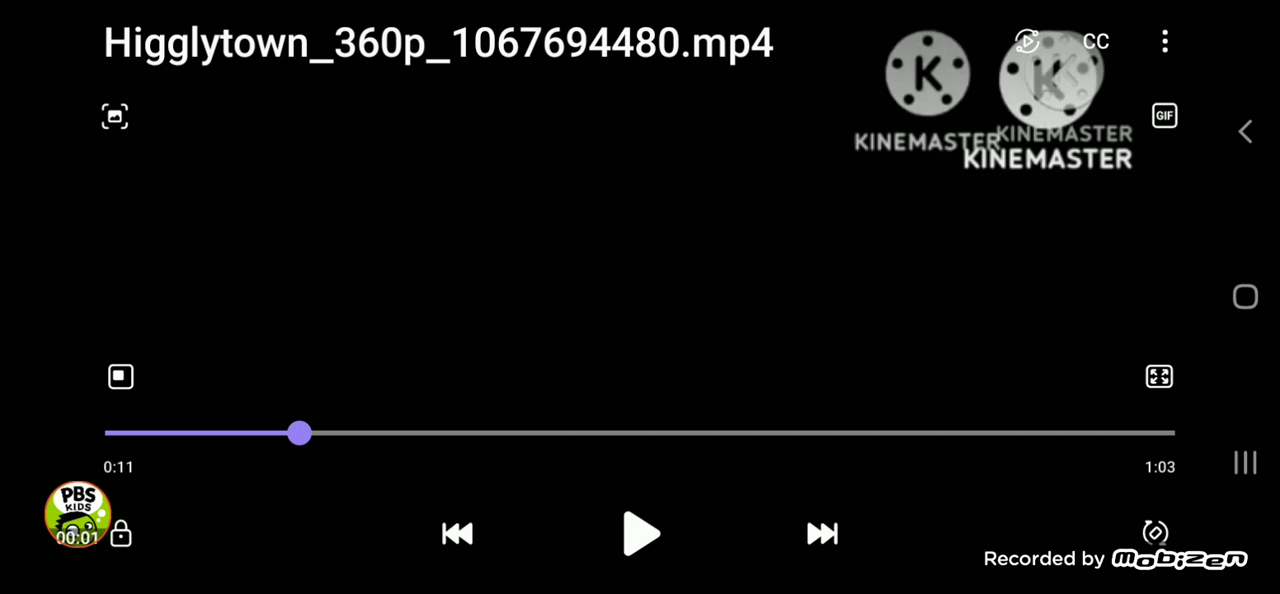 Higglytown_360p_1067694480.mp4
CC
K
K
KINEMASTER
KINEMASTER
KINEMASTER
GIF
0:11
1:03
PBS
KIDS
00:01
Recorded by Mobizen